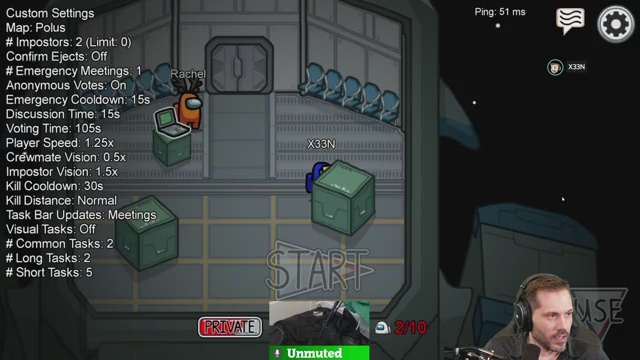 Custom Settings
Map: Polus
# Impostors: 2 (Limit: 0)
Confirm Ejects: Off
# Emergency Meetings: 1
Anonymous Votes: On
Emergency Cooldown: 15s
Discussion Time: 15s
Voting Time: 105s
Player Speed: 1.25x
Crewmate Vision: 0.5x
Impostor Vision: 1.5x
Kill Cooldown: 30s
Kill Distance: Normal
Task Bar Updates: Meetings
Visual Tasks: Off
# Common Tasks: 2
# Long Tasks: 2
# Short Tasks: 5
Ping: 51 ms
X33N
Rachel
X33N
START
PRIVATE
2/10
Unmuted